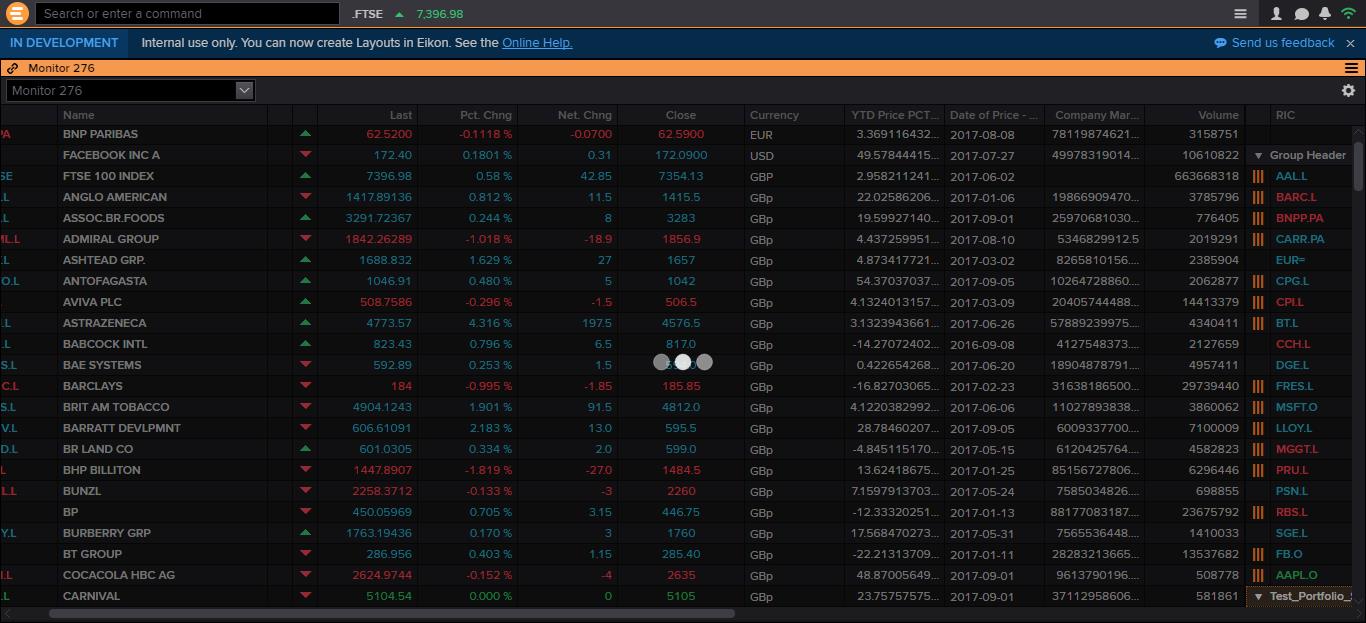 Search or enter a command .FTSE 7,396.98
IN DEVELOPMENT Internal use only. You can now create Layouts in Eikon. See the Online Help. Send us feedback
Monitor 276
Monitor 276
Name Last Pct. Chng Net. Chng Close Currency YTD Price PCT... Date of Price - ... Company Mar... Volume RIC
PA BNP PARIBAS 62.5200 -0.1118 % -0.0700 62.5900 EUR 3.369116432... 2017-08-08 78119874621... 3158751
FACEBOOK INC A 172.40 0.1801 % 0.31 172.0900 USD 49.57844415... 2017-07-27 49978319014... 10610822 Group Header
SE FTSE 100 INDEX 7396.98 0.58 % 42.85 7354.13 GBP 2.958211241... 2017-06-02 663668318 AAL.L
.L ANGLO AMERICAN 1417.89136 0.812 % 11.5 1415.5 GBp 22.02586206... 2017-01-06 19866909470... 3785796 BARC.L
.L ASSOC.BR.FOODS 3291.72367 0.244 % 8 3283 GBp 19.59927140... 2017-09-01 25970681030... 776405 BNPP.PA
ML.L ADMIRAL GROUP 1842.26289 -1.018 % -18.9 1856.9 GBp 4.437259951... 2017-08-10 5346829912.5 2019291 CARR.PA
.L ASHTEAD GRP. 1688.832 1.629 % 27 1657 GBp 4.873417721... 2017-03-02 8265810156.... 2385904 EUR=
O.L ANTOFAGASTA 1046.91 0.480 % 5 1042 GBp 54.37037037... 2017-09-05 10264728860.... 2062877 CPG.L
AVIVA PLC 508.7586 -0.296 % -1.5 506.5 GBp 4.1324013157... 2017-03-09 20405744488... 14413379 CPI.L
.L ASTRAZENECA 4773.57 4.316 % 197.5 4576.5 GBp 3.1323943661... 2017-06-26 57889239975.... 4340411 BT.L
.L BABCOCK INTL 823.43 0.796 % 6.5 817.0 GBp -14.27072402... 2016-09-08 4127548373.... 2127659 CCH.L
S.L BAE SYSTEMS 592.89 0.253 % 1.5 GBp 0.422654268... 2017-06-20 18904878791.... 4957411 DGE.L
C.L BARCLAYS 184 -0.995 % -1.85 185.85 GBp -16.82703065... 2017-02-23 31638186500... 29739440 FRES.L
S.L BRIT AM TOBACCO 4904.1243 1.901 % 91.5 4812.0 GBp 4.1220382992... 2017-06-06 11027893838... 3860062 MSFT.O
V.L BARRATT DEVLPMNT 606.61091 2.183 % 13.0 595.5 GBp 28.78460207... 2017-09-05 6009337700.... 7100009 LLOY.L
D.L BR LAND CO 601.0305 0.334 % 2.0 599.0 GBp -4.845115170... 2017-05-15 6120425764.... 4582823 MGGT.L
L BHP BILLITON 1447.8907 -1.819 % -27.0 1484.5 GBp 13.62418675... 2017-01-25 85156727806... 6296446 PRU.L
L.L BUNZL 2258.3712 -0.133 % -3 2260 GBp 7.1597913703... 2017-05-24 7585034826.... 698855 PSN.L
BP 450.05969 0.705 % 3.15 446.75 GBp -12.33320251... 2017-01-13 88177083187.... 23675792 RBS.L
Y.L BURBERRY GRP 1763.19436 0.170 % 3 1760 GBp 17.568470273... 2017-05-31 7565536448.... 1410033 SGE.L
BT GROUP 286.956 0.403 % 1.15 285.40 GBp -22.21313709... 2017-01-11 28283213665... 13537682 FB.O
I.L COCACOLA HBC AG 2624.9744 -0.152 % -4 2635 GBp 48.87005649... 2017-09-01 9613790196.... 508778 AAPL.O
.L CARNIVAL 5104.54 0.000 % 0 5105 GBp 23.75757575... 2017-09-01 37112958606... 581861 Test_Portfolio_